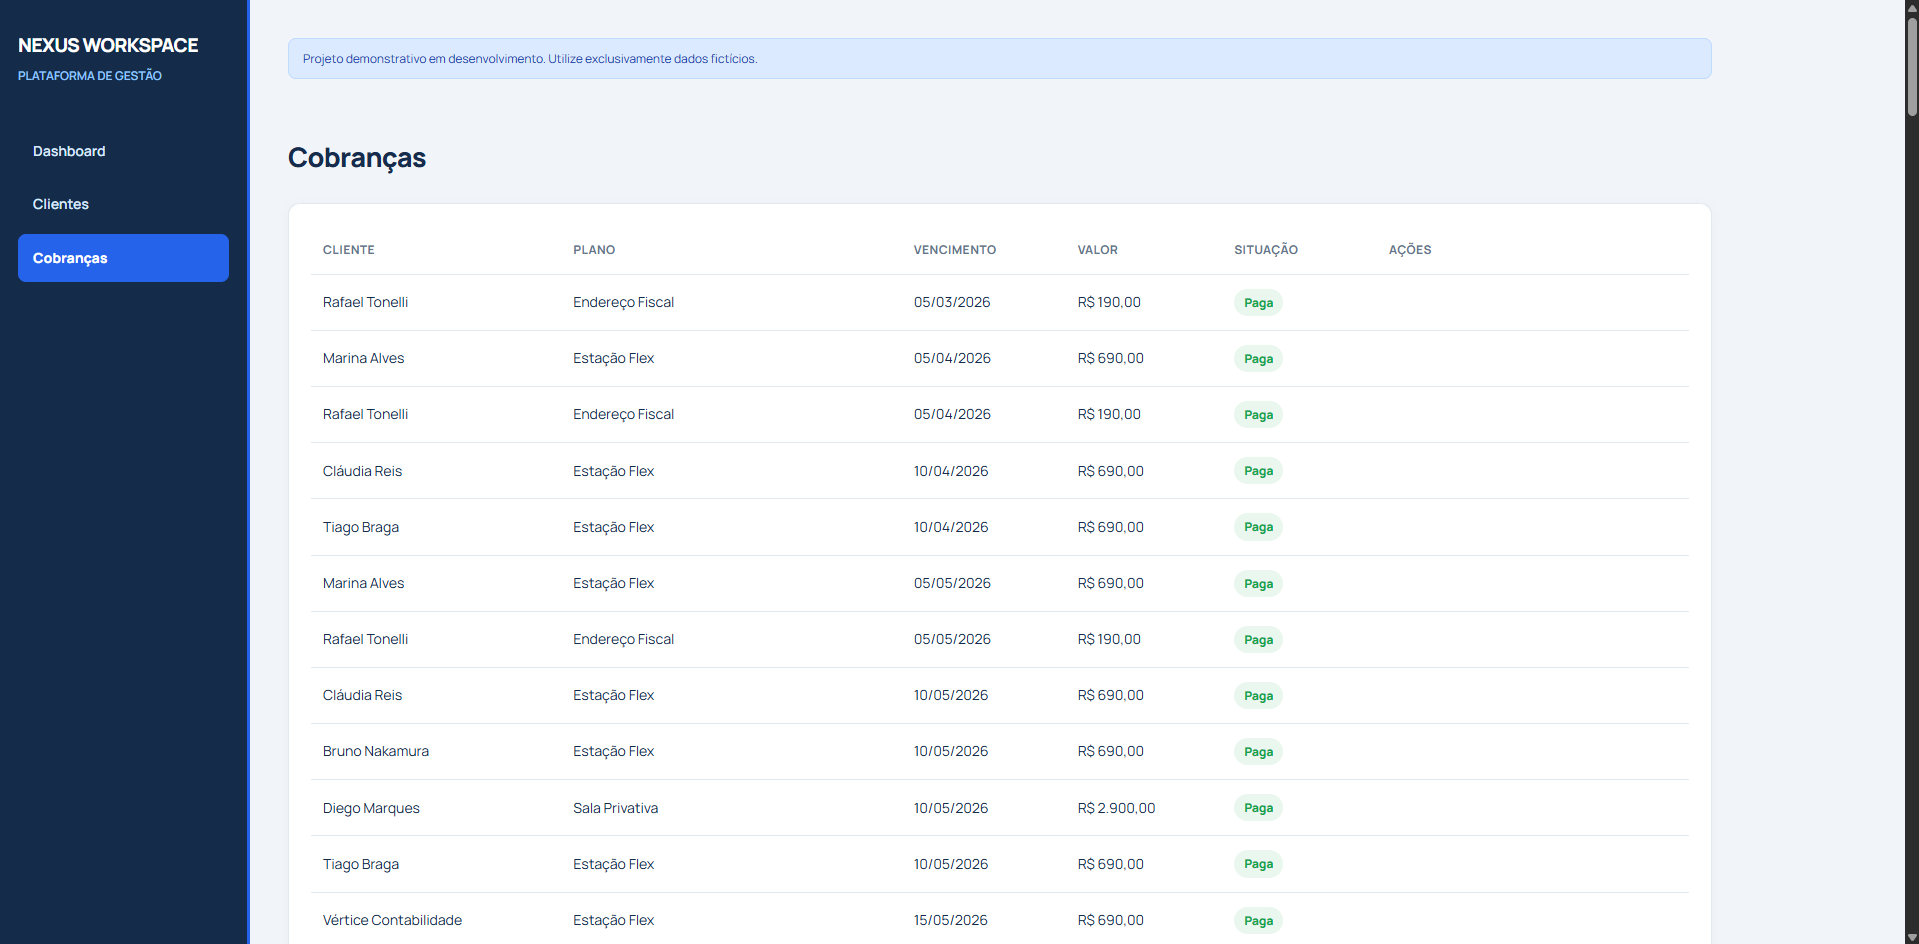 NEXUS WORKSPACE
PLATAFORMA DE GESTÃO
Dashboard
Clientes
Cobranças
Projeto demonstrativo em desenvolvimento. Utilize exclusivamente dados fictícios.
Cobranças
CLIENTE PLANO VENCIMENTO VALOR SITUAÇÃO AÇÕES
Rafael Tonelli Endereço Fiscal 05/03/2026 R$ 190,00 Paga
Marina Alves Estação Flex 05/04/2026 R$ 690,00 Paga
Rafael Tonelli Endereço Fiscal 05/04/2026 R$ 190,00 Paga
Cláudia Reis Estação Flex 10/04/2026 R$ 690,00 Paga
Tiago Braga Estação Flex 10/04/2026 R$ 690,00 Paga
Marina Alves Estação Flex 05/05/2026 R$ 690,00 Paga
Rafael Tonelli Endereço Fiscal 05/05/2026 R$ 190,00 Paga
Cláudia Reis Estação Flex 10/05/2026 R$ 690,00 Paga
Bruno Nakamura Estação Flex 10/05/2026 R$ 690,00 Paga
Diego Marques Sala Privativa 10/05/2026 R$ 2.900,00 Paga
Tiago Braga Estação Flex 10/05/2026 R$ 690,00 Paga
Vértice Contabilidade Estação Flex 15/05/2026 R$ 690,00 Paga